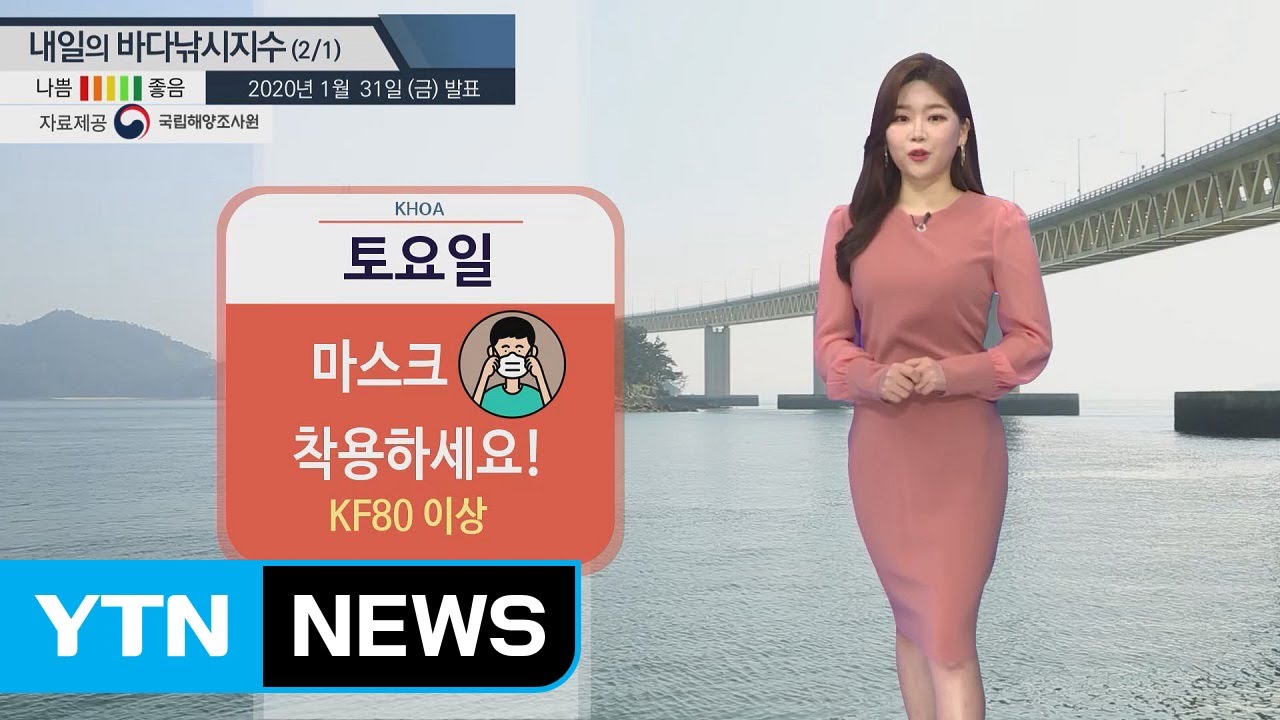 내일의 바다낚시지수 (2/1)
나쁨 좋음
2020년 1월 31일 (금) 발표
자료제공 국립해양조사원
KHOA
토요일
마스크
착용하세요!
KF80 이상
YTN NEWS